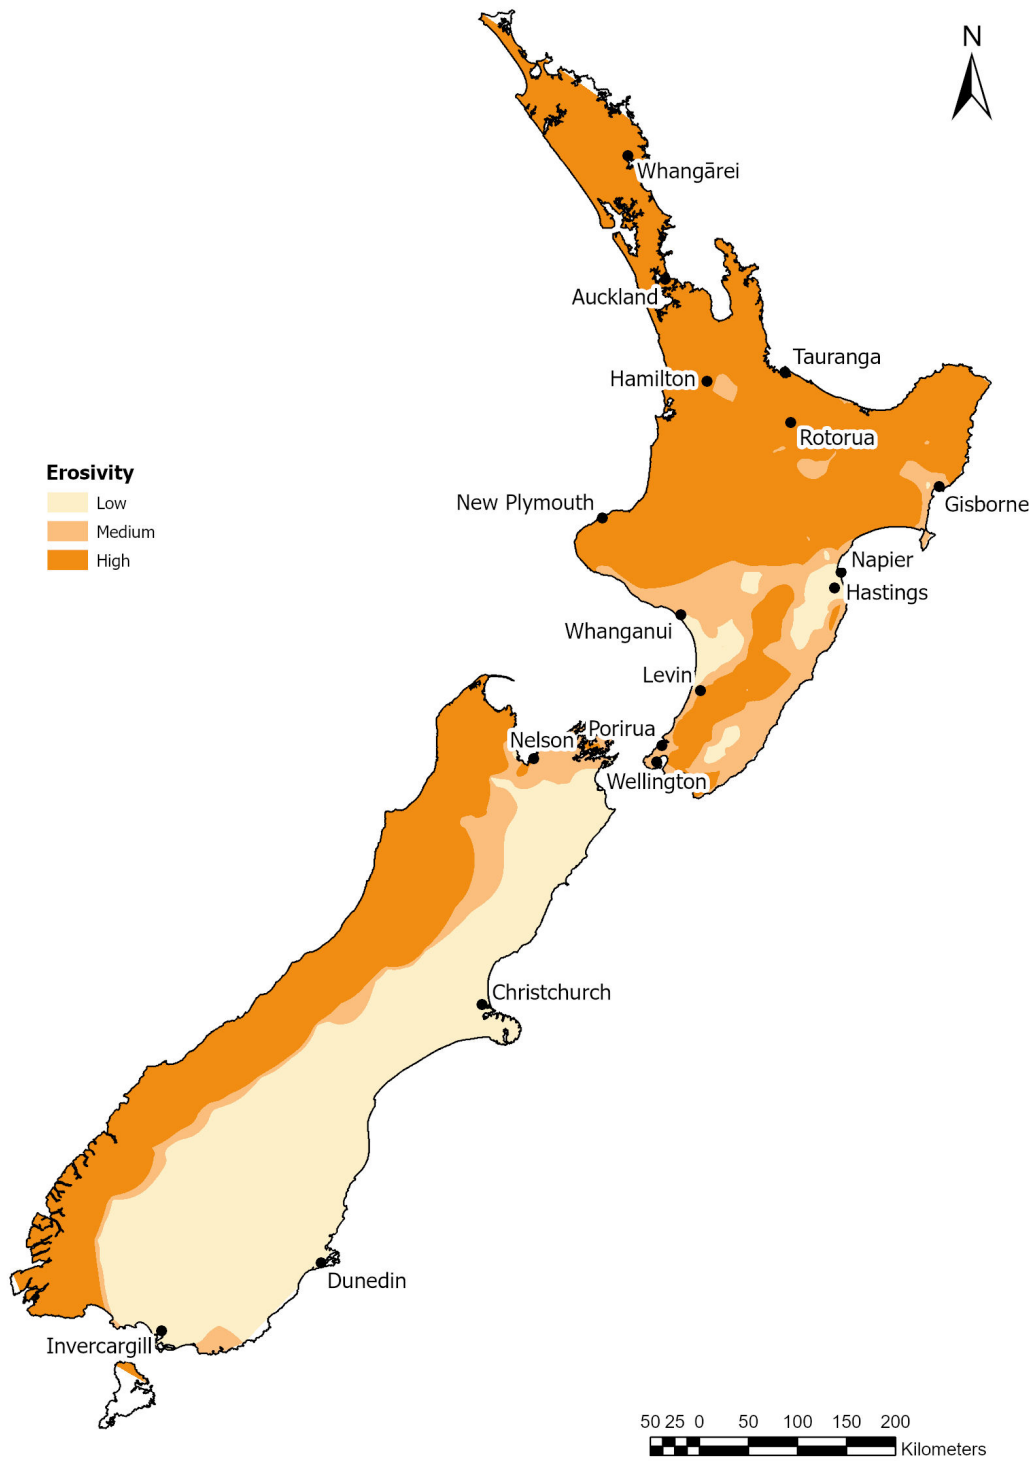 N
Whangārei
Auckland
Tauranga
Hamilton
Rotorua
Erosivity
Low
Medium
High
New Plymouth
Gisborne
Napier
Hastings
Whanganui
Levin
Porirua
Nelson
Wellington
Christchurch
Dunedin
Invercargill
50 25 0 50 100 150 200
Kilometers